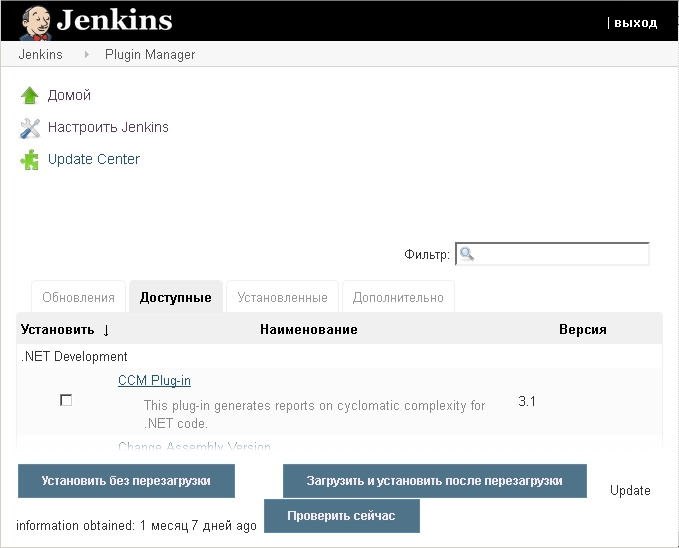 Jenkins | выход
Jenkins Plugin Manager
Домой
Настроить Jenkins
Update Center
Фильтр:
Обновления Доступные Установленные Дополнительно
Установить ↓ Наименование Версия
.NET Development
CCM Plug-in
This plug-in generates reports on cyclomatic complexity for 3.1
.NET code.
Change Assembly Version
Установить без перезагрузки Загрузить и установить после перезагрузки Update
information obtained: 1 месяц 7 дней ago Проверить сейчас